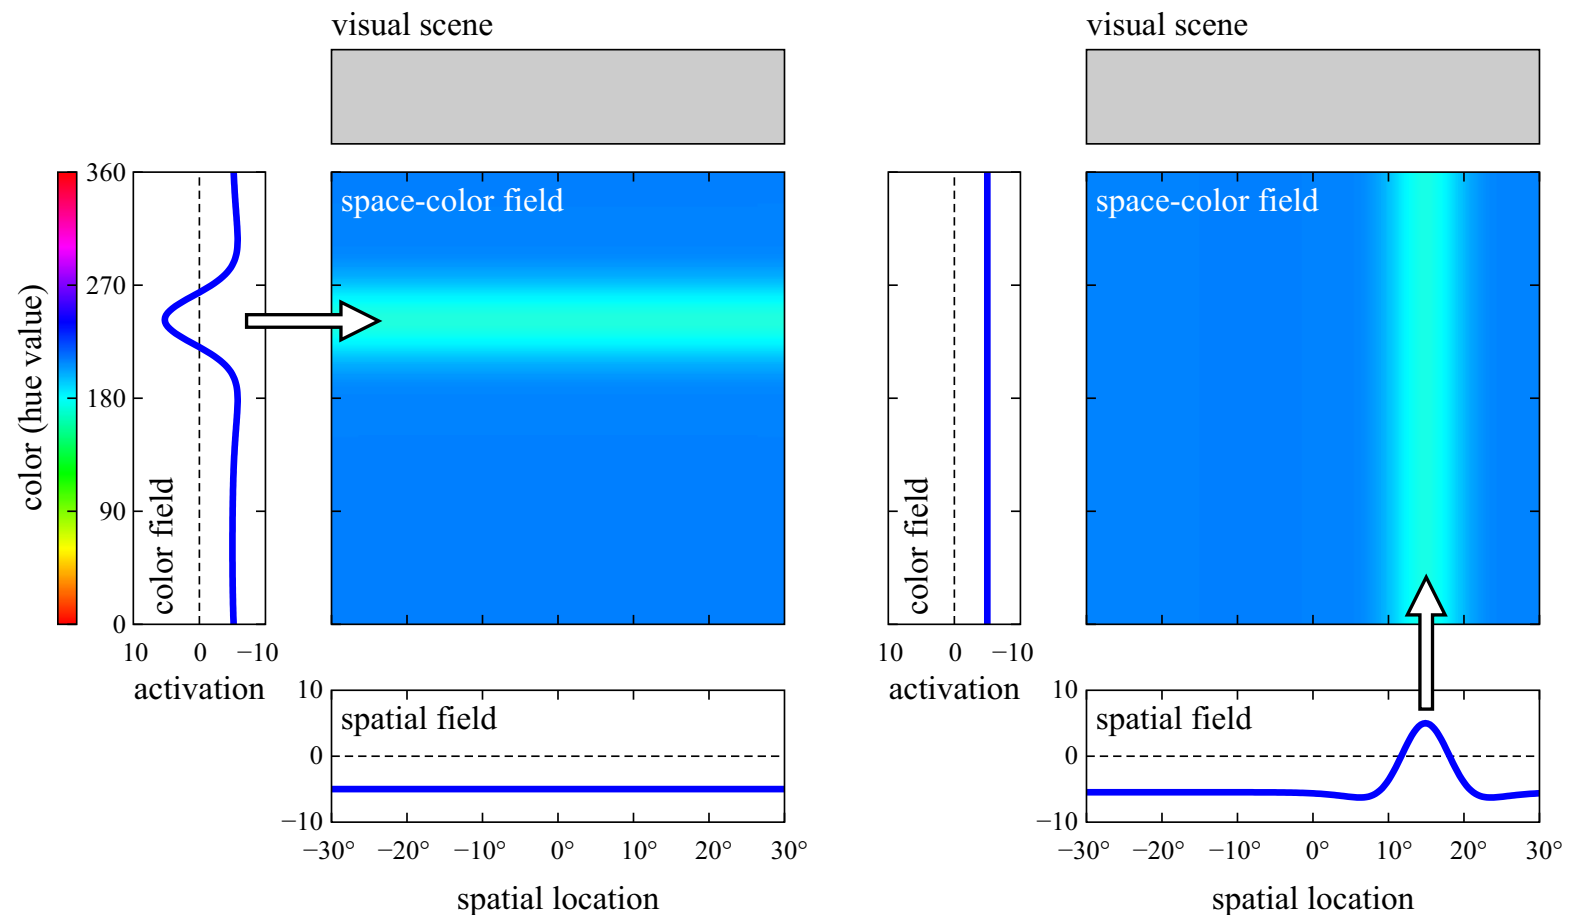 visual scene
visual scene
360
270
180
90
0
color (hue value)
color field
10 0 −10
activation
space-color field
10
0
−10
spatial field
−30° −20° −10° 0° 10° 20° 30°
spatial location
color field
10 0 −10
activation
space-color field
10
0
−10
spatial field
−30° −20° −10° 0° 10° 20° 30°
spatial location